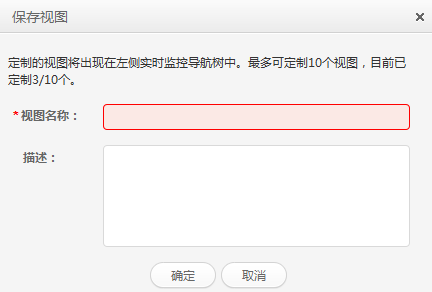 保存视图
定制的视图将出现在左侧实时监控导航树中。最多可定制10个视图，目前已
定制3/10个。
*视图名称：
描述：
确定 取消